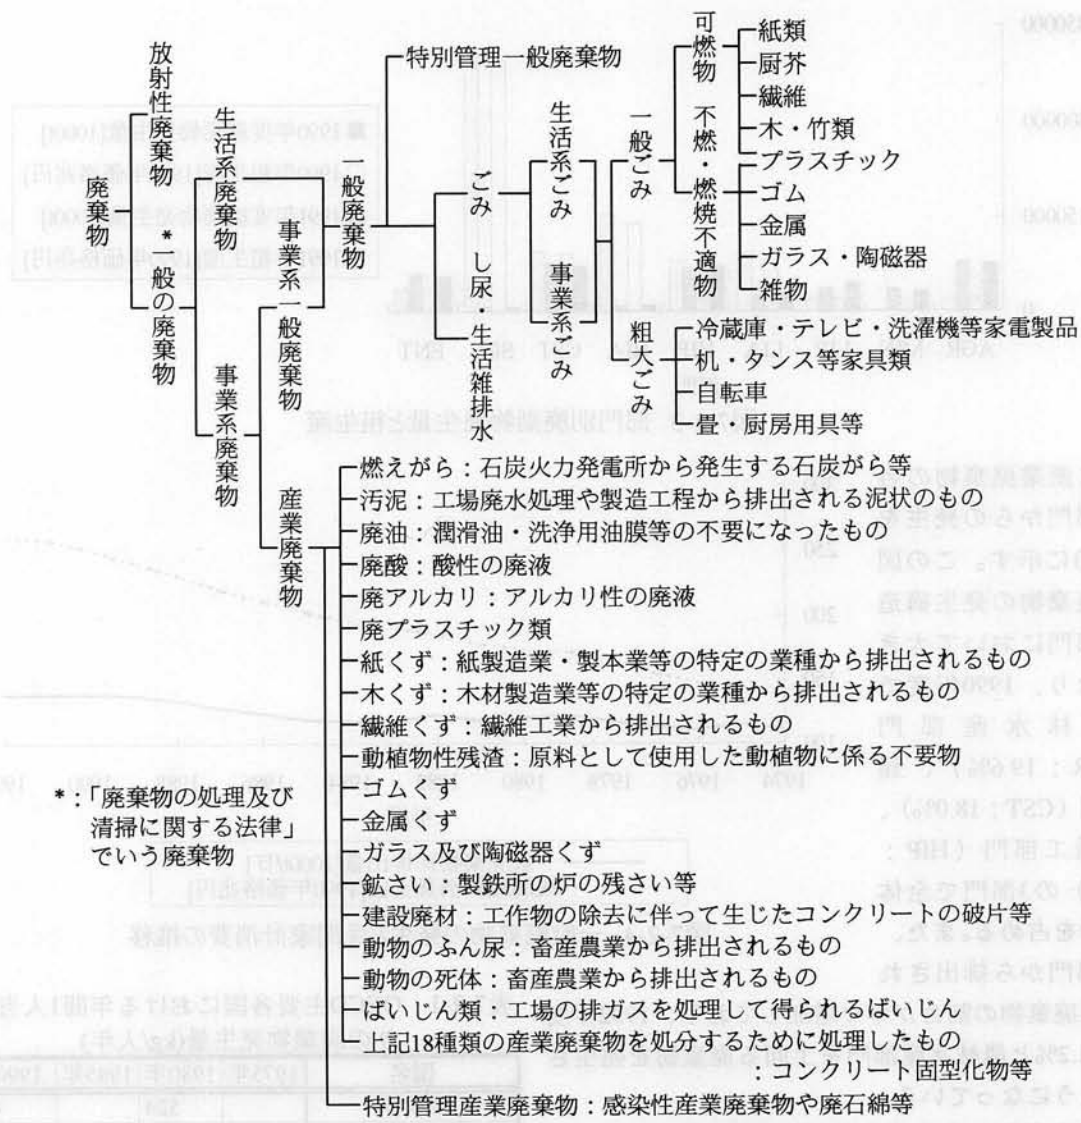 廃棄物
放射性廃棄物
*一般の廃棄物
生活系廃棄物
事業系廃棄物
一般廃棄物
事業系一般廃棄物
産業廃棄物
特別管理一般廃棄物
ごみ
し尿・生活雑排水
生活系ごみ
事業系ごみ
一般ごみ
粗大ごみ
可燃物
不燃・燃焼不適物
紙類
厨芥
繊維
木・竹類
プラスチック
ゴム
金属
ガラス・陶磁器
雑物
冷蔵庫・テレビ・洗濯機等家電製品
机・タンス等家具類
自転車
畳・厨房用具等
燃えがら：石炭火力発電所から発生する石炭がら等
汚泥：工場廃水処理や製造工程から排出される泥状のもの
廃油：潤滑油・洗浄用油膜等の不要になったもの
廃酸：酸性の廃液
廃アルカリ：アルカリ性の廃液
廃プラスチック類
紙くず：紙製造業・製本業等の特定の業種から排出されるもの
木くず：木材製造業等の特定の業種から排出されるもの
繊維くず：繊維工業から排出されるもの
動植物性残渣：原料として使用した動植物に係る不要物
ゴムくず
金属くず
ガラス及び陶磁器くず
鉱さい：製鉄所の炉の残さい等
建設廃材：工作物の除去に伴って生じたコンクリートの破片等
動物のふん尿：畜産農業から排出されるもの
動物の死体：畜産農業から排出されるもの
ばいじん類：工場の排ガスを処理して得られるばいじん
上記18種類の産業廃棄物を処分するために処理したもの
：コンクリート固型化物等
特別管理産業廃棄物：感染性産業廃棄物や廃石綿等
*：「廃棄物の処理及び
清掃に関する法律」
でいう廃棄物